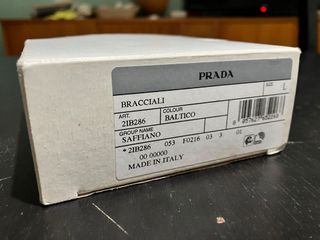 PRADA
BRACCIALI
SIZE
L
ART.
COLOUR
2IB286
BALTICO
GROUP NAME
SAFFIANO
* 2IB286 053 F0216 03 3 01
00 00000
MADE IN ITALY